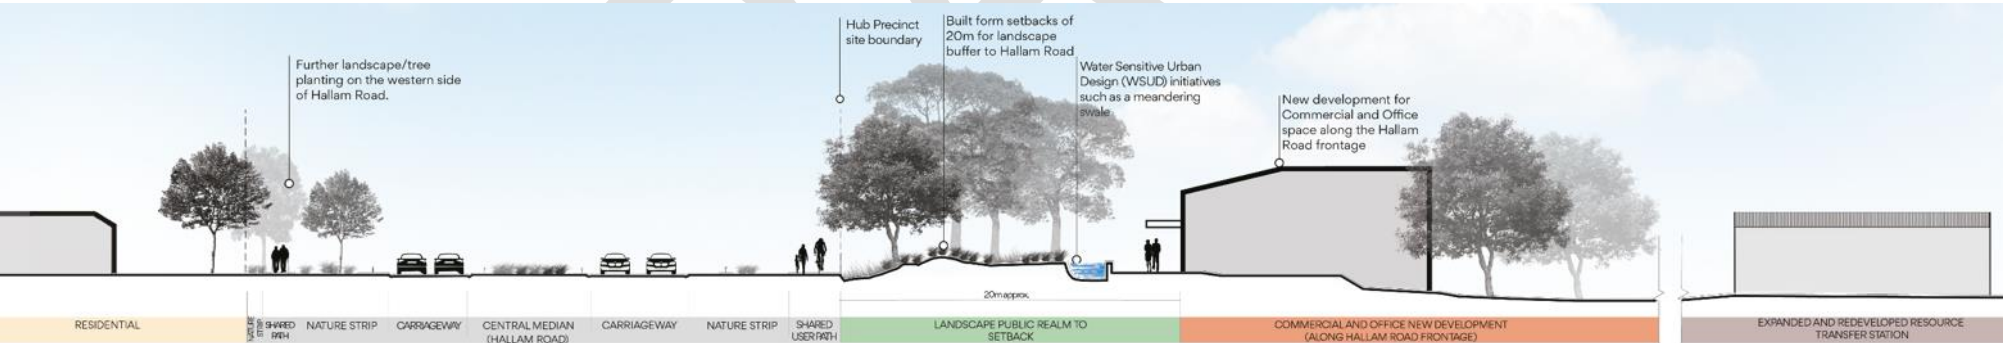 Further landscape/tree
planting on the western side
of Hallam Road.
Hub Precinct
site boundary
Built form setbacks of
20m for landscape
buffer to Hallam Road
Water Sensitive Urban
Design (WSUD) initiatives
such as a meandering
swale
New development for
Commercial and Office
space along the Hallam
Road frontage
20m approx.
RESIDENTIAL
NATURE
STRIP
SHARED
PATH
NATURE STRIP
CARRIAGEWAY
CENTRAL MEDIAN
(HALLAM ROAD)
CARRIAGEWAY
NATURE STRIP
SHARED
USER PATH
LANDSCAPE PUBLIC REALM TO
SETBACK
COMMERCIAL AND OFFICE NEW DEVELOPMENT
(ALONG HALLAM ROAD FRONTAGE)
EXPANDED AND REDEVELOPED RESOURCE
TRANSFER STATION